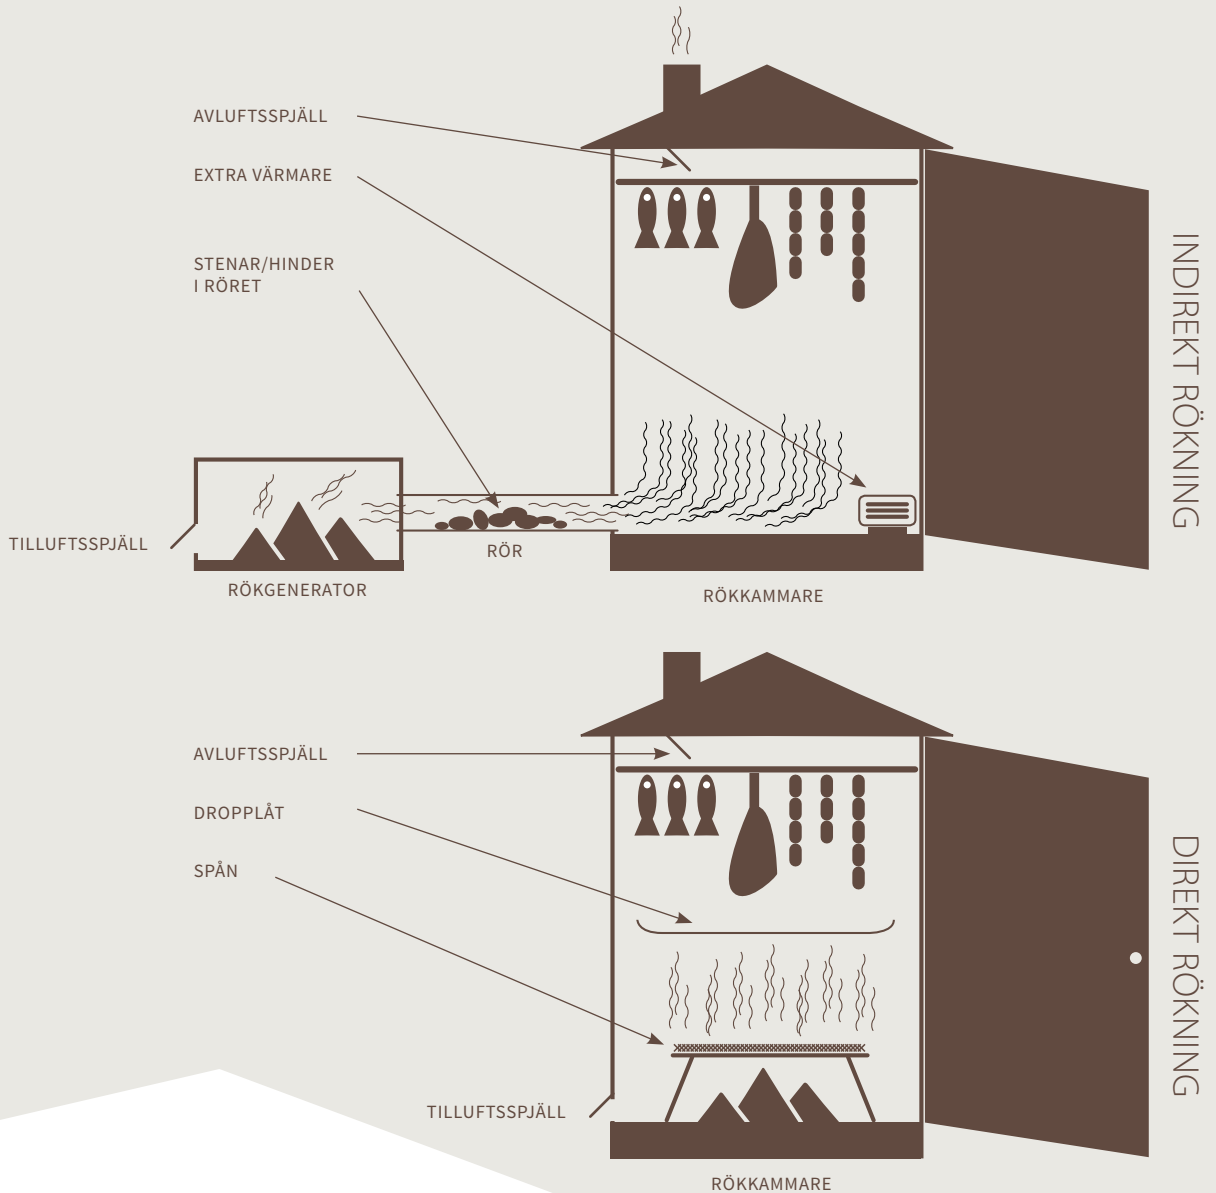 AVLUFTSSPJÄLL
EXTRA VÄRMARE
STENAR/HINDER
I RÖRET
INDIREKT RÖKNING
TILLUFTSSPJÄLL
RÖR
RÖKGENERATOR
RÖKKAMMARE
AVLUFTSSPJÄLL
DROPPLÅT
SPÅN
DIREKT RÖKNING
TILLUFTSSPJÄLL
RÖKKAMMARE